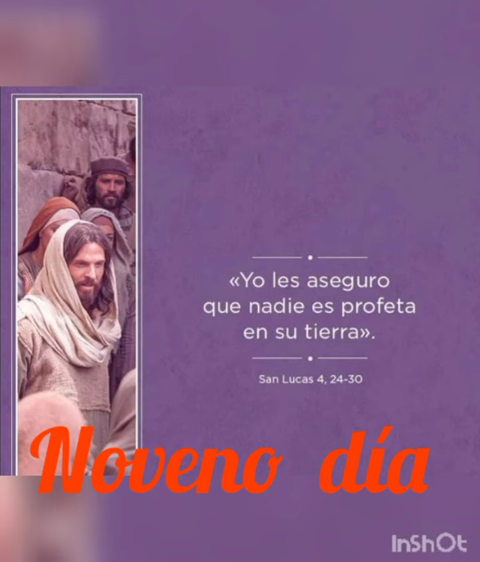 «Yo les aseguro
que nadie es profeta
en su tierra».
San Lucas 4, 24-30
Noveno día
InShOt